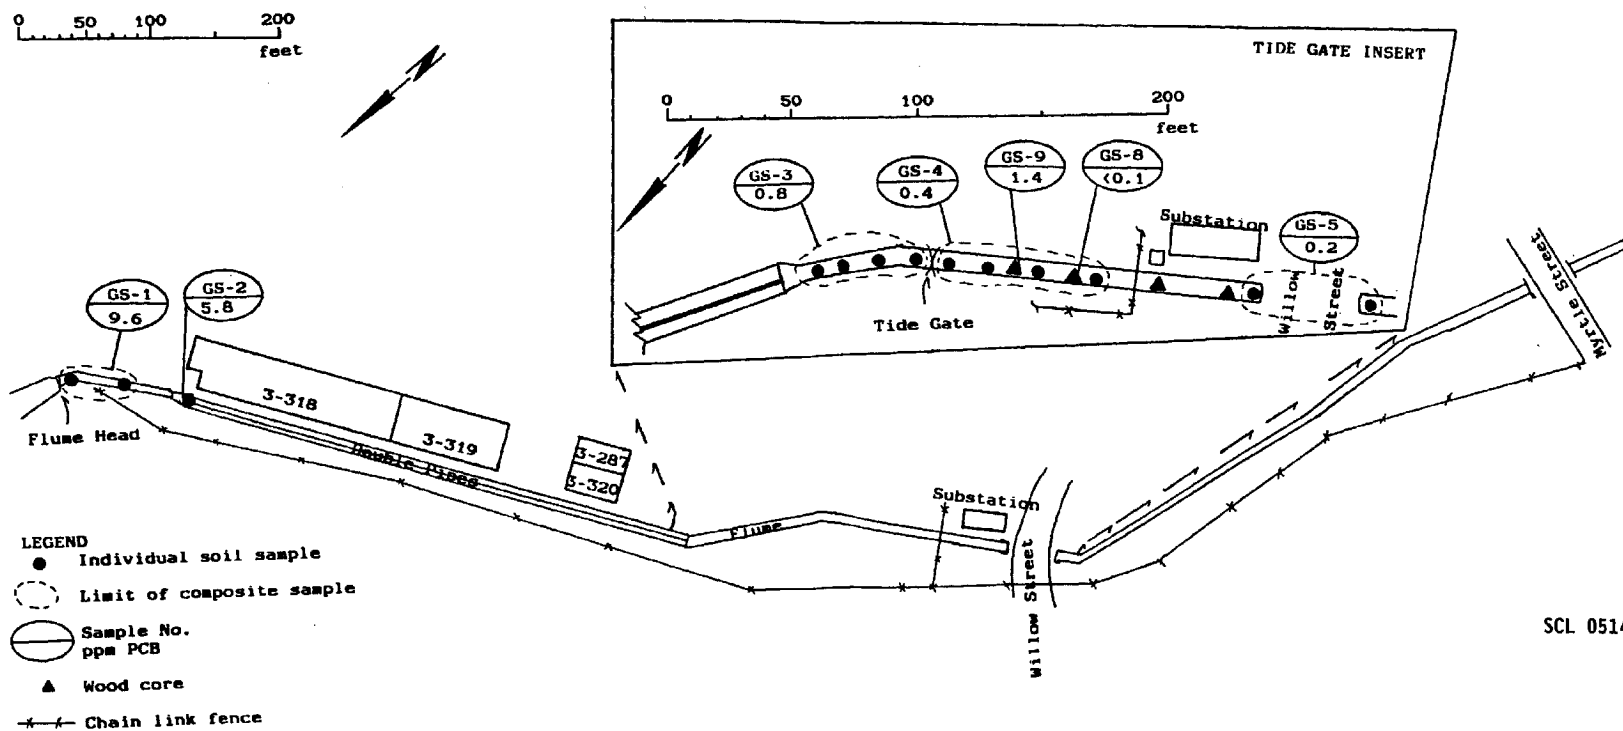 0 50 100 200
feet
N
TIDE GATE INSERT
0 50 100 200
feet
N
GS-3
0.8
GS-4
0.4
GS-9
1.4
GS-8
<0.1
Substation
GS-5
0.2
Willow
Street
Tide Gate
Myrtle Street
GS-1
9.6
GS-2
5.8
3-318
3-319
Flume Head
Double Pipes
3-287
3-320
Flume
Substation
Willow Street
LEGEND
Individual soil sample
Limit of composite sample
Sample No.
ppm PCB
Wood core
Chain link fence
SCL 0514